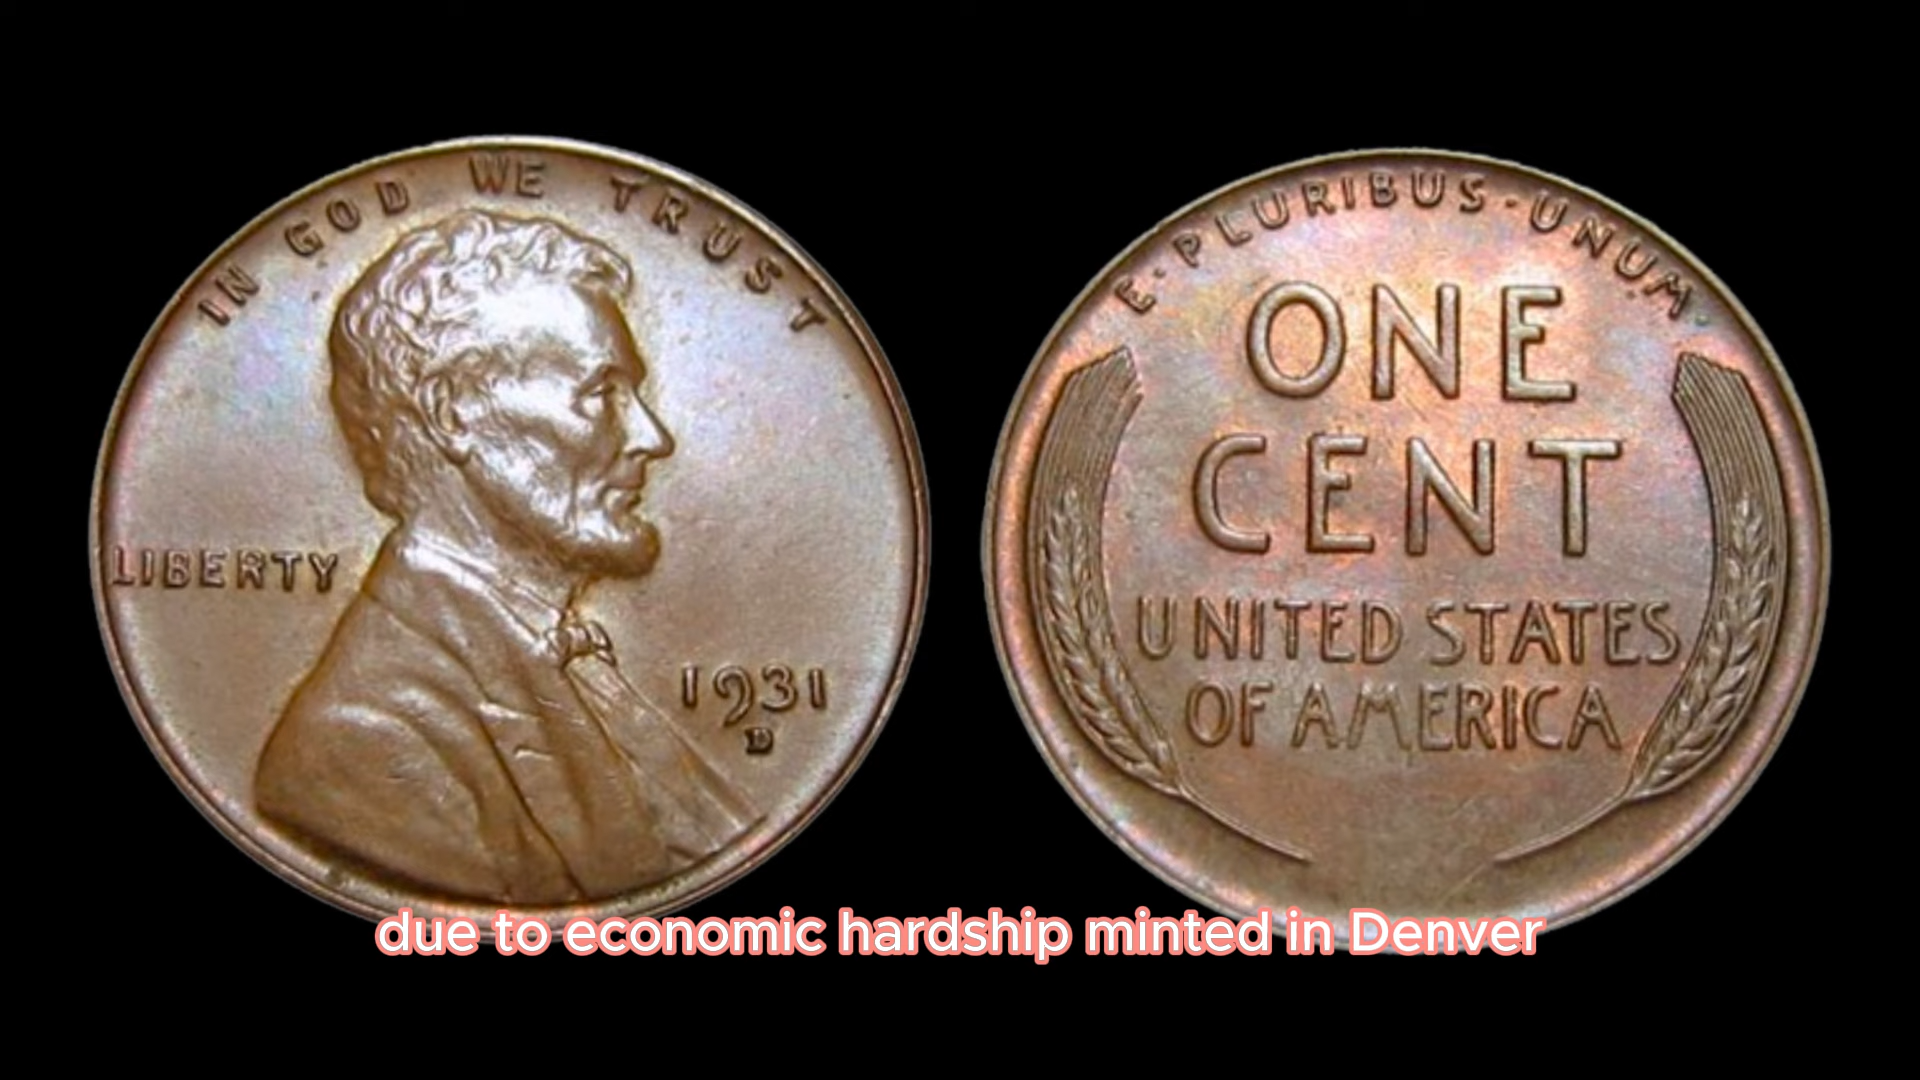 IN GOD WE TRUST
LIBERTY
1931
D
E·PLURIBUS·UNUM
ONE
CENT
UNITED STATES
OF AMERICA
due to economic hardship minted in Denver